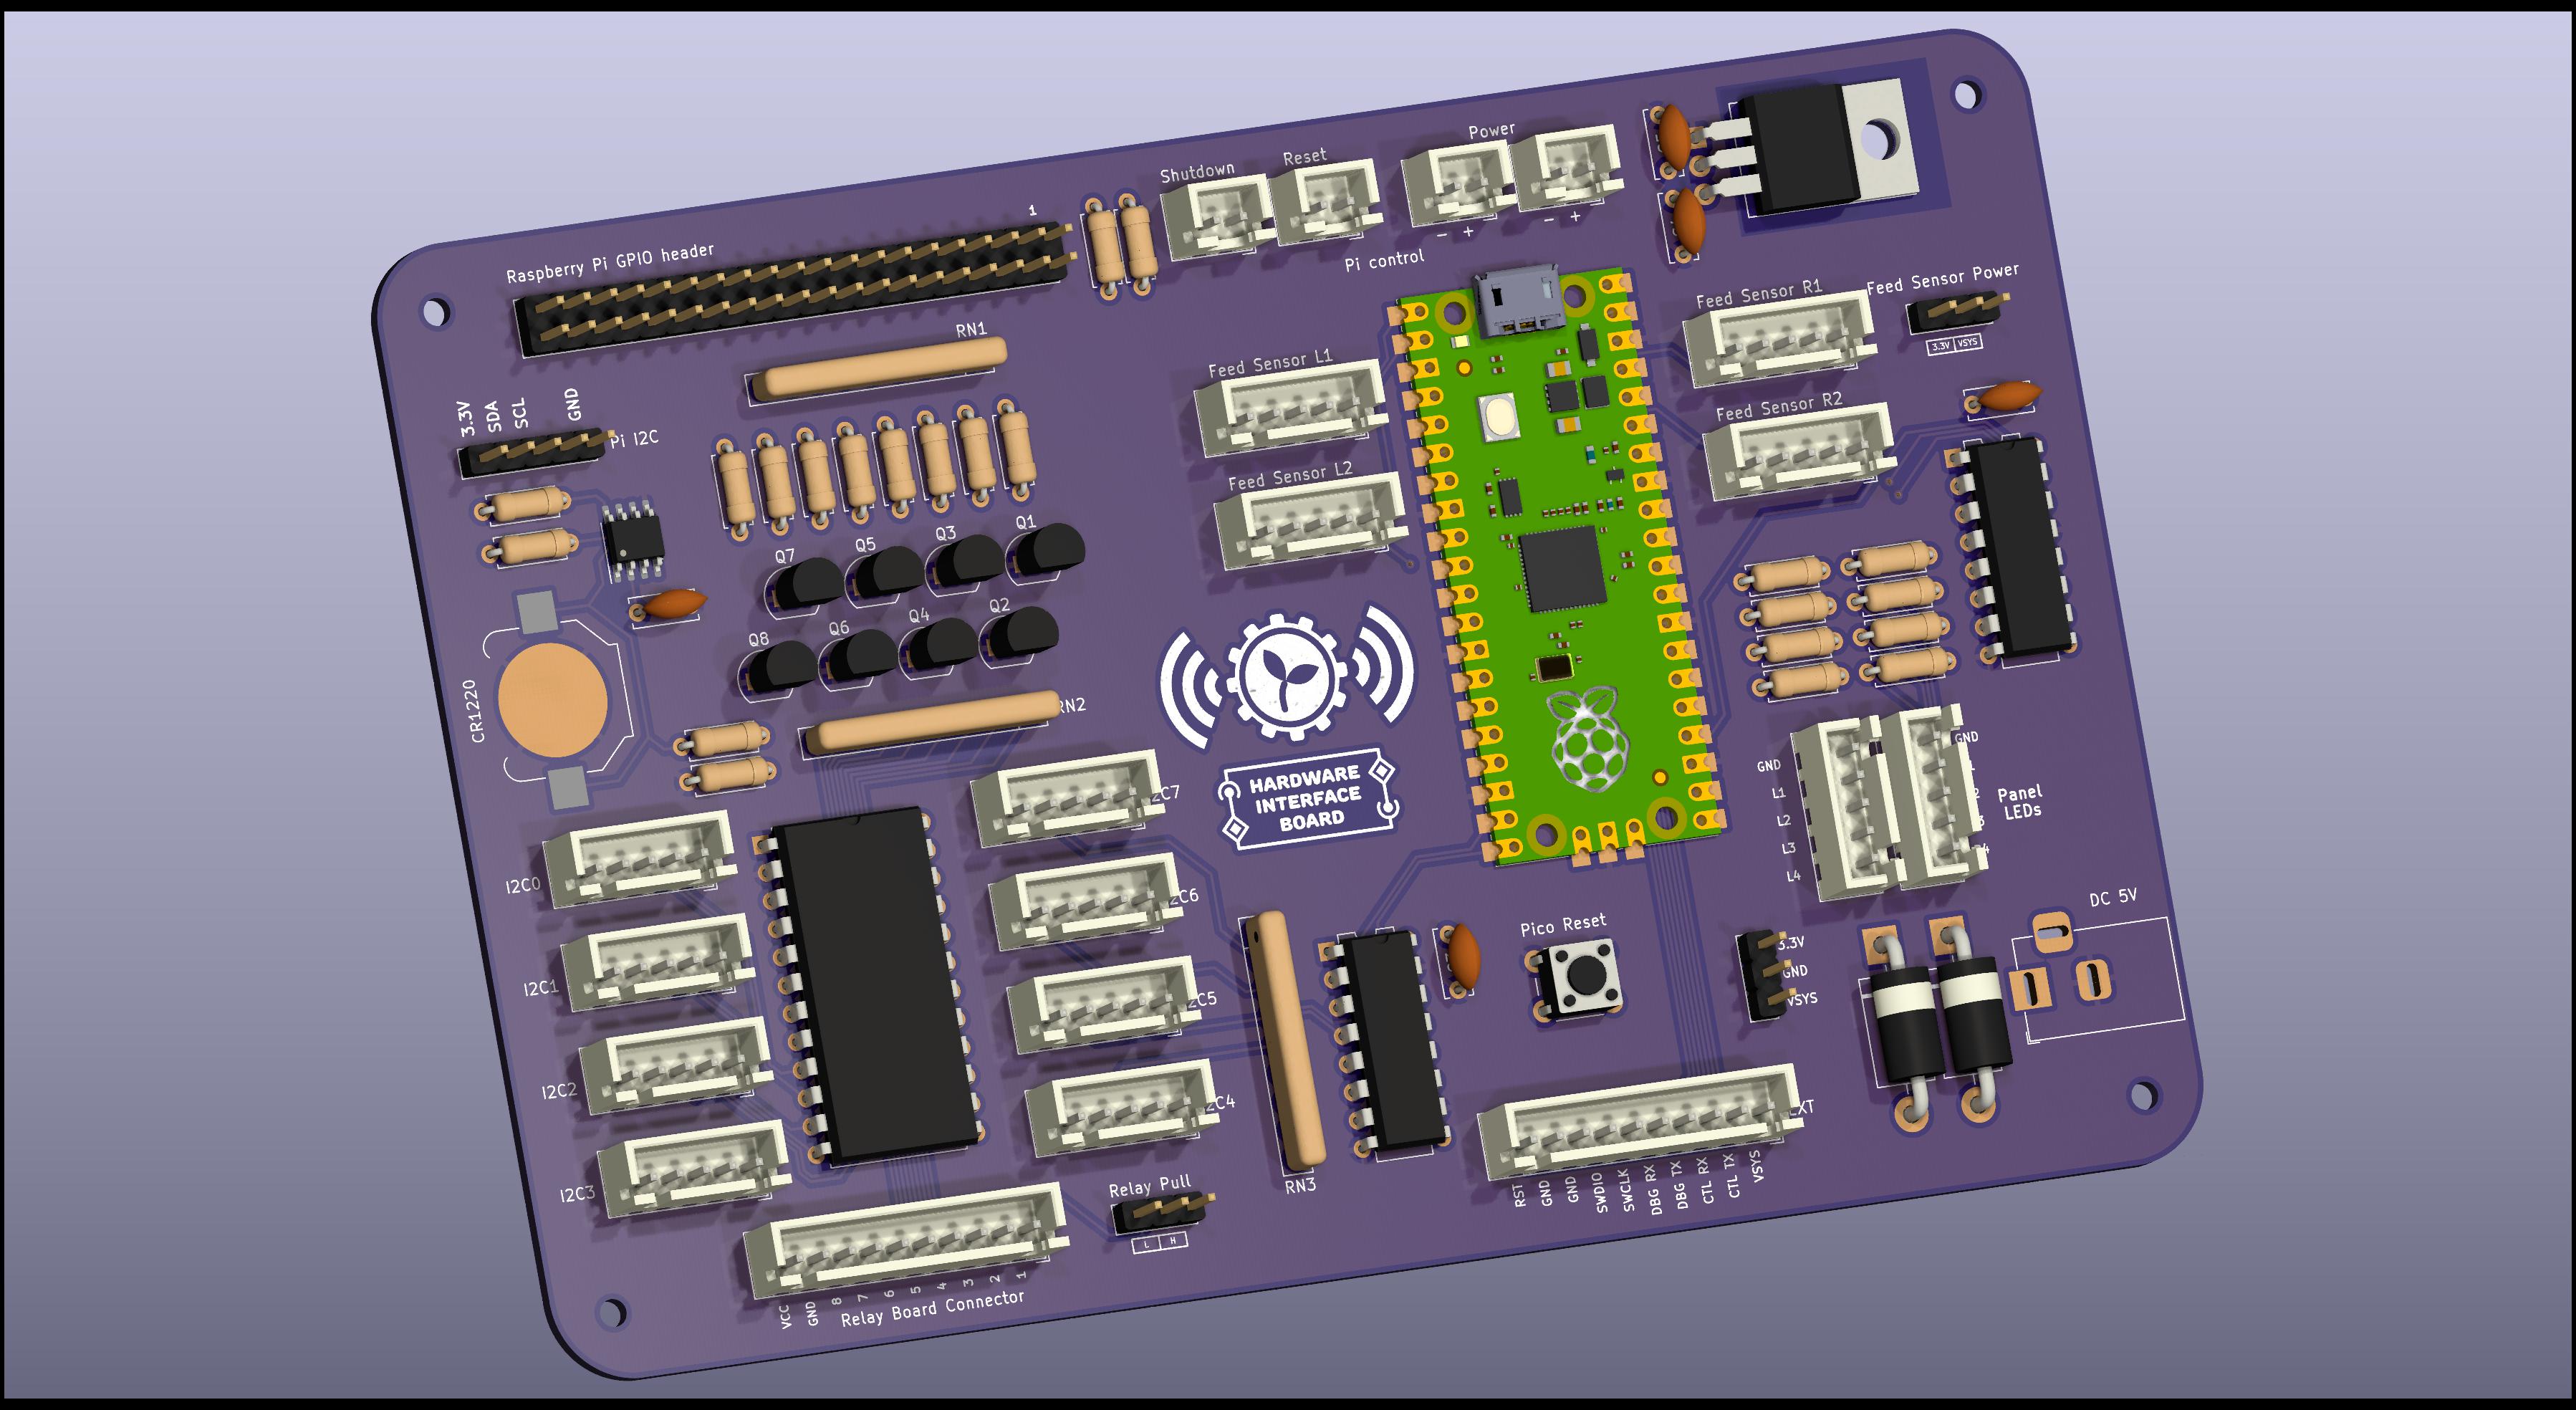 Power
Shutdown
Reset
- +
- +
Pi control
1
Raspberry Pi GPIO header
RN1
Feed Sensor R1
Feed Sensor Power
3.3V VSYS
Feed Sensor L1
Feed Sensor R2
3.3V
SDA
SCL
GND
Pi I2C
Feed Sensor L2
Q7
Q5
Q3
Q1
Q8
Q6
Q4
Q2
CR1220
RN2
HARDWARE
INTERFACE
BOARD
GND
L1
L2
L3
L4
GND
Panel
LEDs
DC 5V
I2C0
I2C1
I2C2
I2C3
C7
C6
C5
C4
Pico Reset
3.3V
GND
VSYS
XT
RST
GND
GND
SWDIO
SWCLK
DBG RX
DBG TX
CTL RX
CTL TX
VSYS
RN3
Relay Pull
L H
VCC
GND
8
7
6
5
4
3
2
1
Relay Board Connector